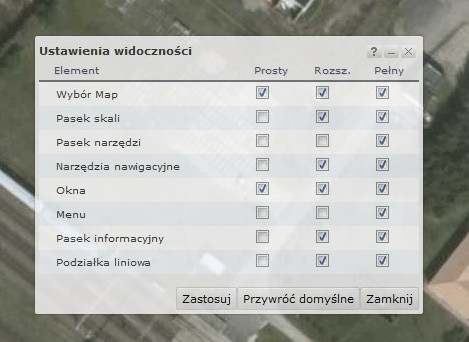 Ustawienia widoczności ?
Element Prosty Rozsz. Pełny
Wybór Map
Pasek skali
Pasek narzędzi
Narzędzia nawigacyjne
Okna
Menu
Pasek informacyjny
Podziałka liniowa
Zastosuj Przywróć domyślne Zamknij